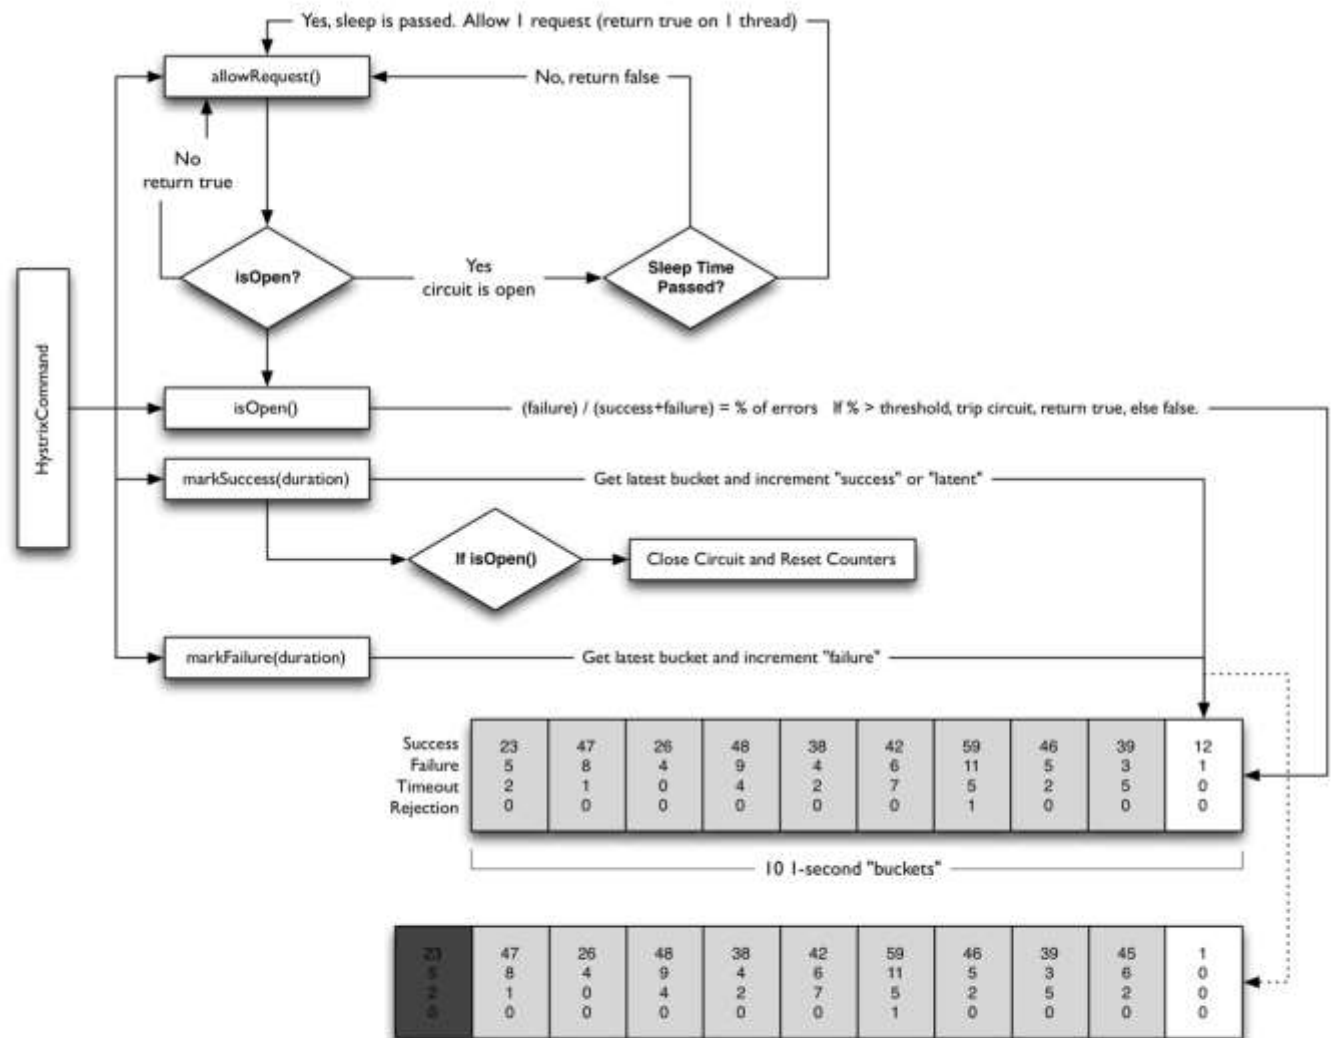 Yes, sleep is passed. Allow 1 request (return true on 1 thread)
allowRequest()
No, return false
No
return true
isOpen?
Yes
circuit is open
Sleep Time
Passed?
HystrixCommand
isOpen()
(failure) / (success+failure) = % of errors If % > threshold, trip circuit, return true, else false.
markSuccess(duration)
Get latest bucket and increment "success" or "latent"
If isOpen()
Close Circuit and Reset Counters
markFailure(duration)
Get latest bucket and increment "failure"
Success 23 47 26 48 38 42 59 46 39 12
Failure 5 8 4 9 4 6 11 5 3 1
Timeout 2 1 0 4 2 7 5 2 5 0
Rejection 0 0 0 0 0 0 1 0 0 0
10 1-second "buckets"
23 47 26 48 38 42 59 46 39 45 1
5 8 4 9 4 6 11 5 3 6 0
2 1 0 4 2 7 5 2 5 2 0
0 0 0 0 0 0 1 0 0 0 0